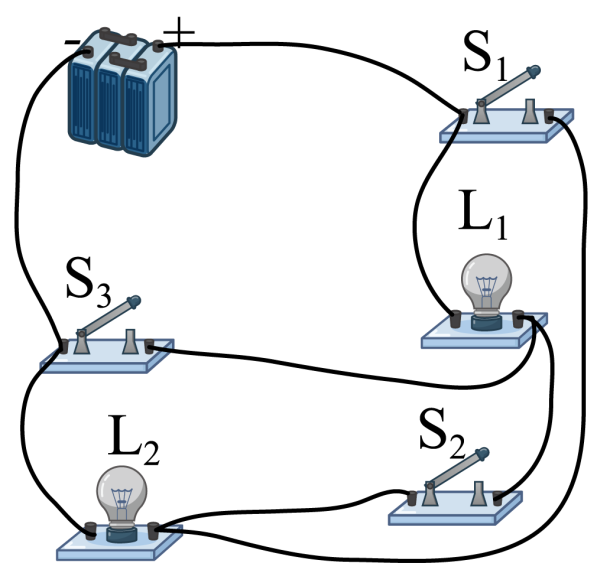 - +
S₁
L₁
S₃
L₂
S₂